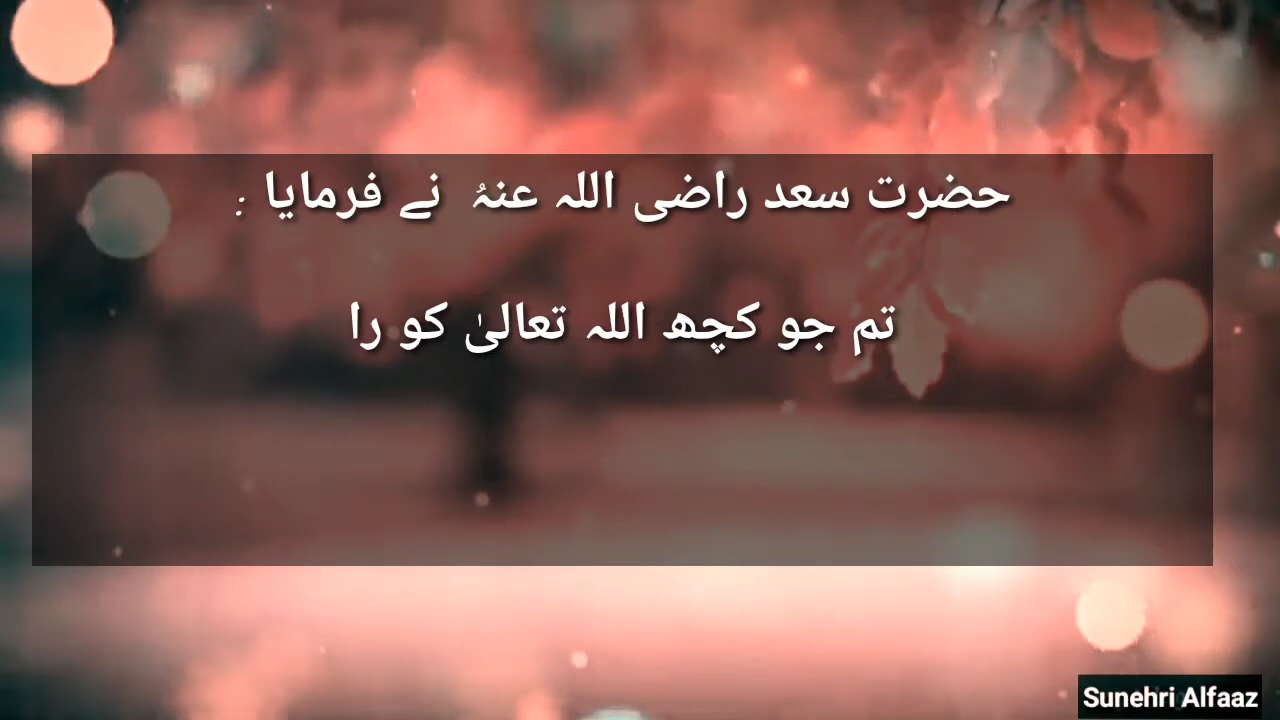 حضرت سعد راضی اللہ عنہُ نے فرمایا :
تم جو کچھ اللہ تعالیٰ کو را
Sunehri Alfaaz